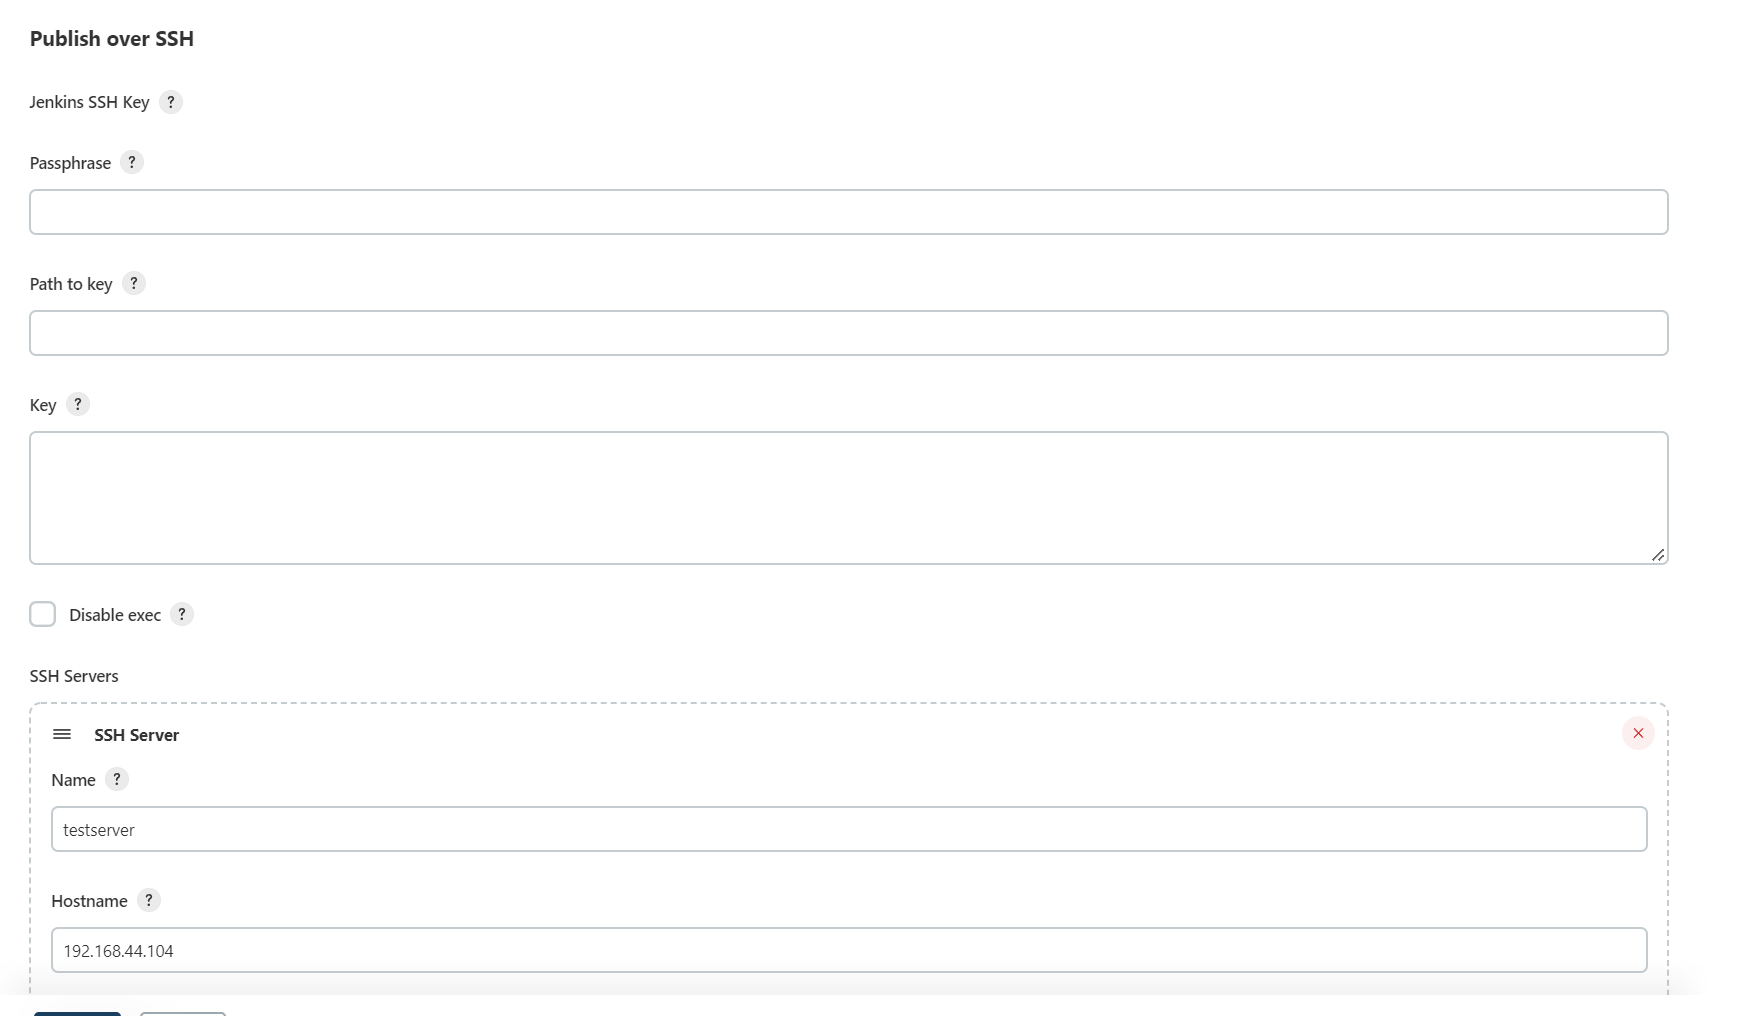 Publish over SSH
Jenkins SSH Key ?
Passphrase ?
Path to key ?
Key ?
Disable exec ?
SSH Servers
SSH Server
Name ?
testserver
Hostname ?
192.168.44.104